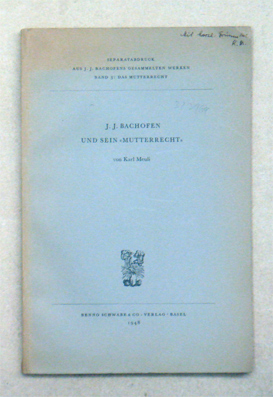 SEPARATABDRUCK
AUS J. J. BACHOFENS GESAMMELTEN WERKEN
BAND 3: DAS MUTTERRECHT
J. J. BACHOFEN
UND SEIN «MUTTERRECHT»
von Karl Meuli
BENNO SCHWABE & CO · VERLAG · BASEL
1948